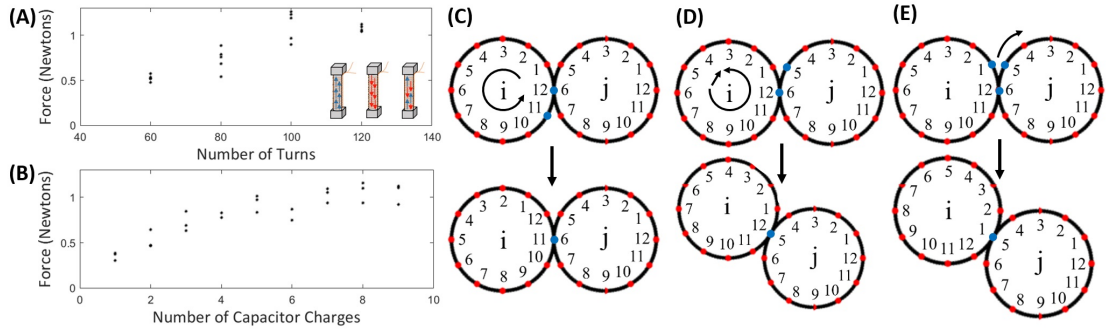 (A)
Force (Newtons)
1
0.5
0
40 60 80 100 120 140
Number of Turns
(B)
Force (Newtons)
1
0.5
0
0 2 4 6 8 10
Number of Capacitor Charges
(C)
4 3 2
5 1
6 i 12
7 11
8 9 10
4 3 2
5 1
6 j 12
7 11
8 9 10
3 2 1
4 12
5 i 11
6 10
7 8 9
4 3 2
5 1
6 j 12
7 11
8 9 10
(D)
4 3 2
5 1
6 i 12
7 11
8 9 10
4 3 2
5 1
6 j 12
7 11
8 9 10
4 3
5 2
6 i 1
7 12
8 11
9 10
4 3 2
5 1
6 j 12
7 11
8 9 10
(E)
4 3 2
5 1
6 i 12
7 11
8 9 10
4 3 2
5 1
6 j 12
7 11
8 9 10
6 5 4
7 3
8 i 2
9 1
10 11 12
4 3 2
5 1
6 j 12
7 11
8 9 10